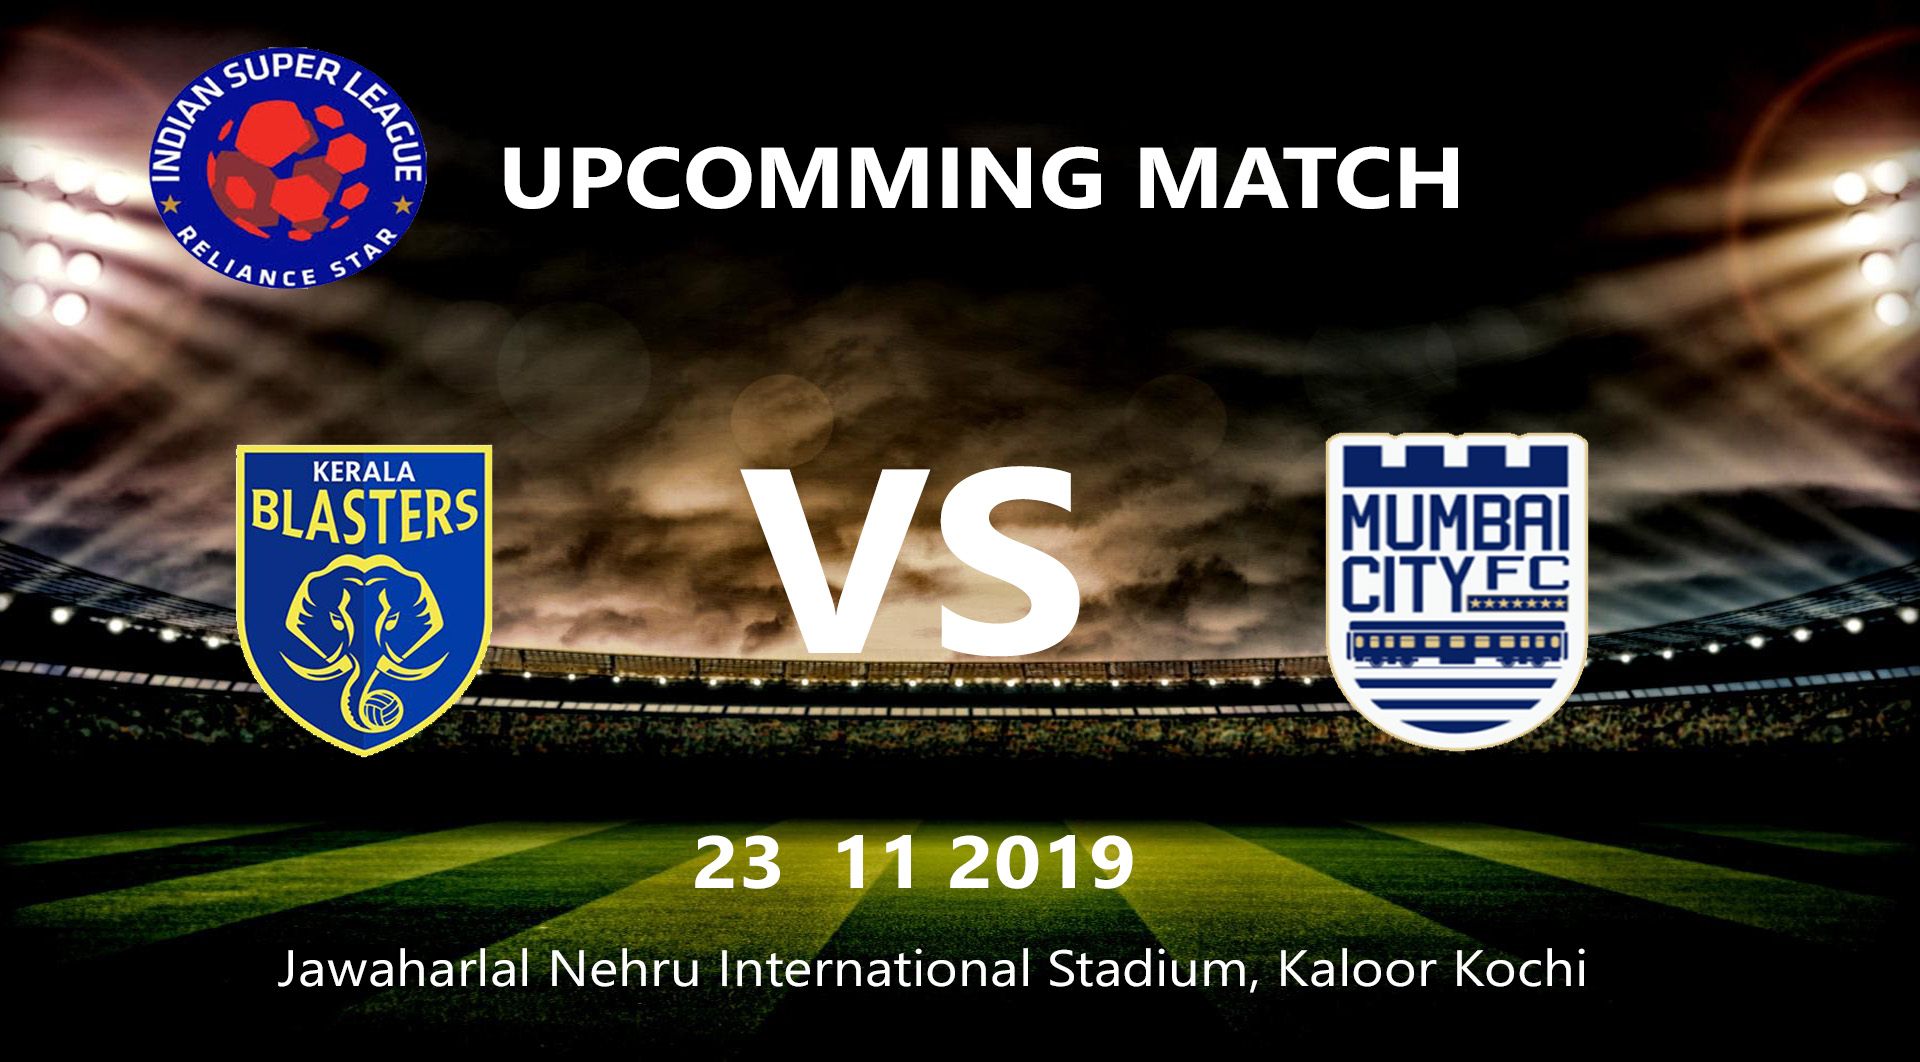 INDIAN SUPER LEAGUE
RELIANCE STAR
UPCOMMING MATCH
KERALA
BLASTERS
VS
MUMBAI
CITY FC
23 11 2019
Jawaharlal Nehru International Stadium, Kaloor Kochi